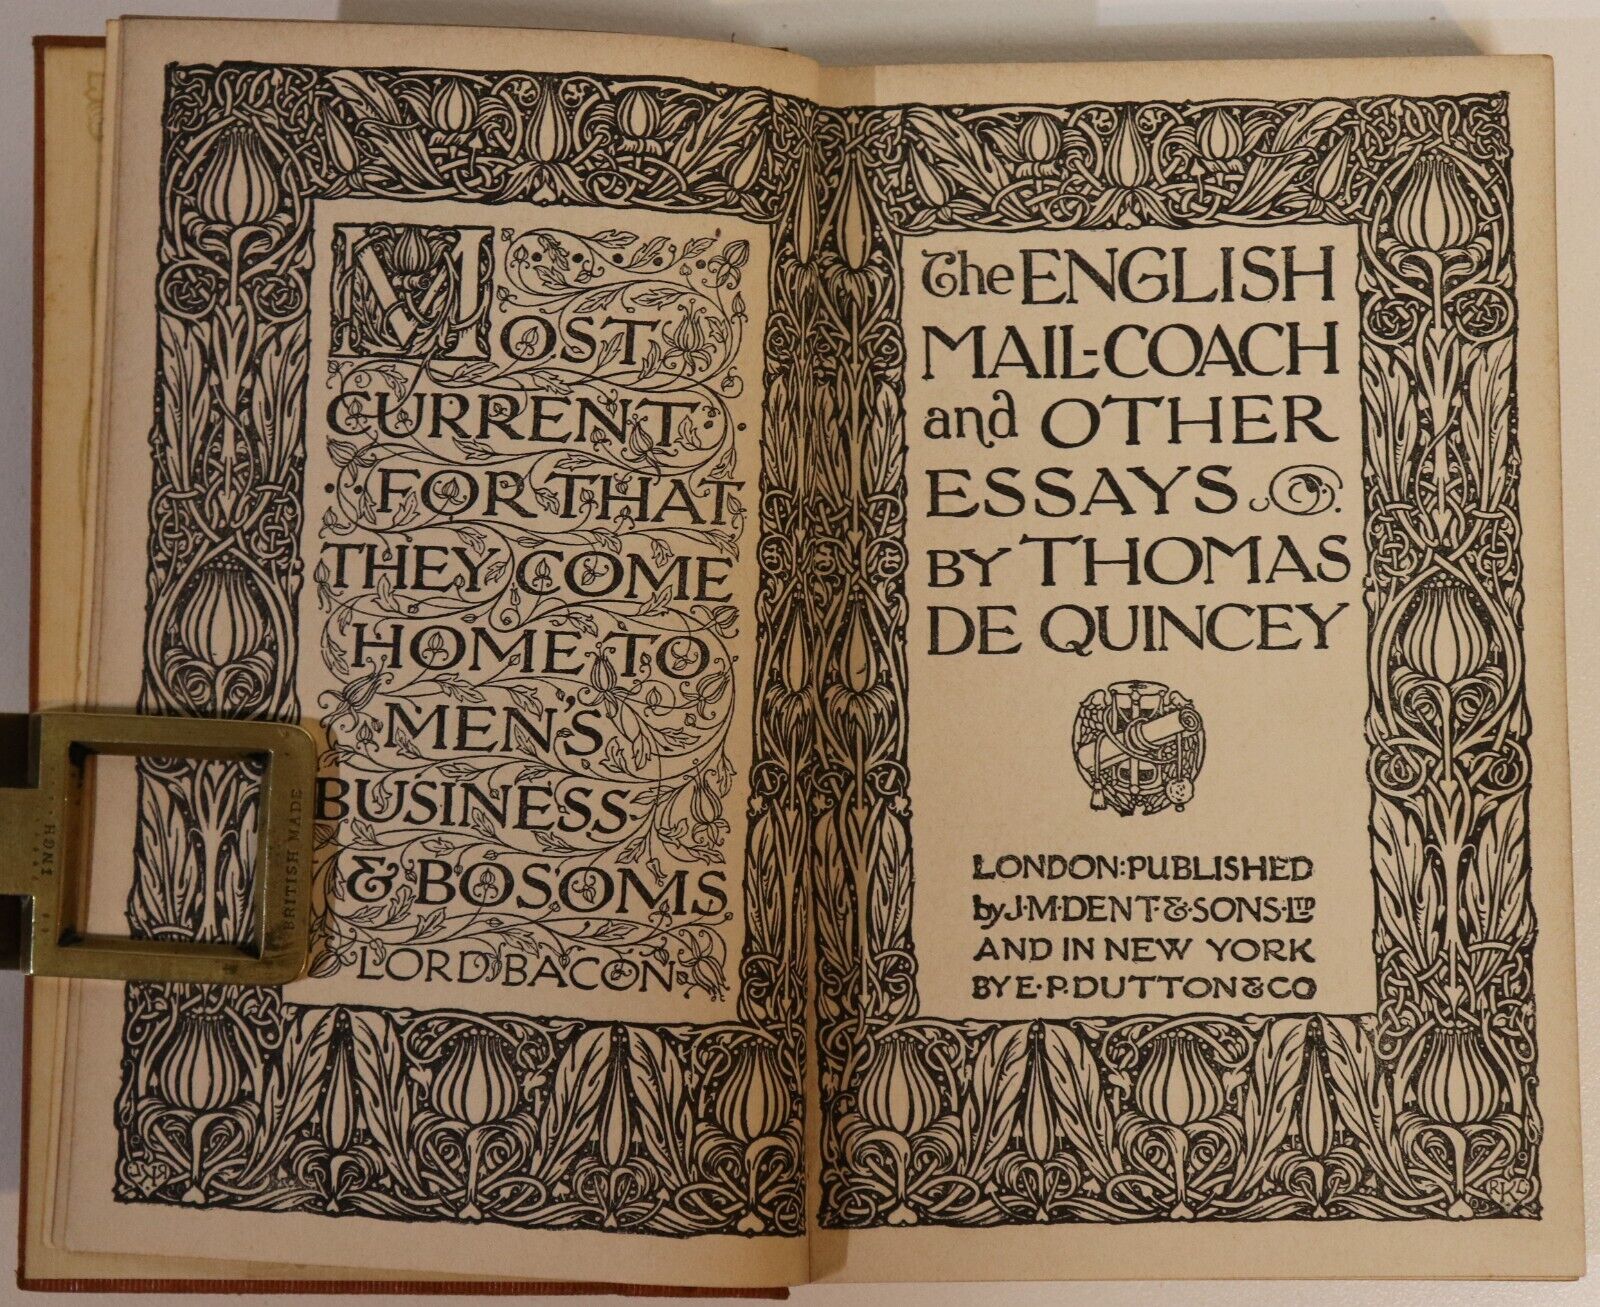 MOST
CURRENT
FOR THAT
THEY COME
HOME TO
MEN'S
BUSINESS
& BOSOMS
LORD BACON
The ENGLISH
MAIL-COACH
and OTHER
ESSAYS
BY THOMAS
DE QUINCEY
LONDON:PUBLISHED
by J·M·DENT·&·SONS·LTD
AND IN NEW YORK
BY E·P·DUTTON & CO
INCH
BRITISH MADE